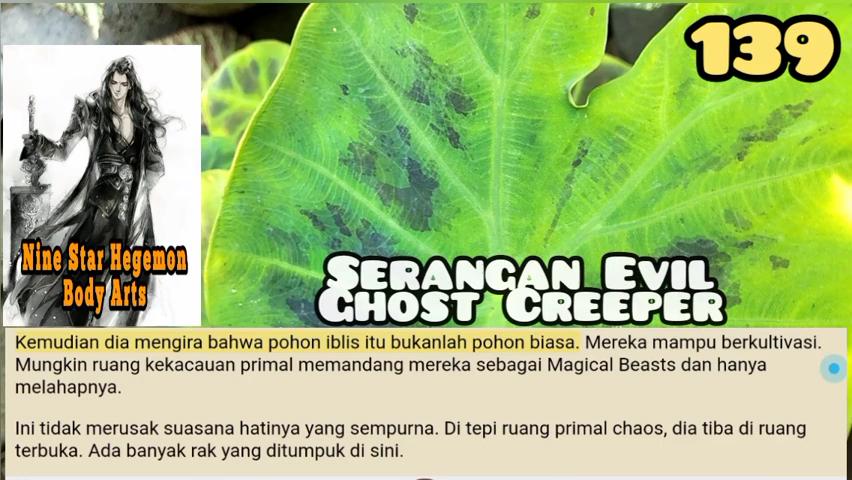 139
Nine Star Hegemon
Body Arts
SERANGAN EVIL
GHOST CREEPER
Kemudian dia mengira bahwa pohon iblis itu bukanlah pohon biasa. Mereka mampu berkultivasi.
Mungkin ruang kekacauan primal memandang mereka sebagai Magical Beasts dan hanya
melahapnya.
Ini tidak merusak suasana hatinya yang sempurna. Di tepi ruang primal chaos, dia tiba di ruang
terbuka. Ada banyak rak yang ditumpuk di sini.